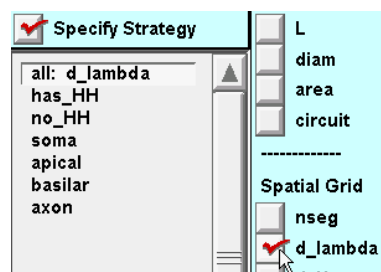 Specify Strategy
all: d_lambda
has_HH
no_HH
soma
apical
basilar
axon
L
diam
area
circuit
-------------
Spatial Grid
nseg
d_lambda